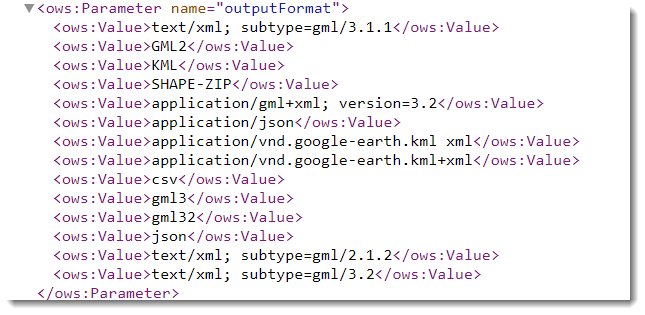 ▼<ows:Parameter name="outputFormat">
<ows:Value>text/xml; subtype=gml/3.1.1</ows:Value>
<ows:Value>GML2</ows:Value>
<ows:Value>KML</ows:Value>
<ows:Value>SHAPE-ZIP</ows:Value>
<ows:Value>application/gml+xml; version=3.2</ows:Value>
<ows:Value>application/json</ows:Value>
<ows:Value>application/vnd.google-earth.kml xml</ows:Value>
<ows:Value>application/vnd.google-earth.kml+xml</ows:Value>
<ows:Value>csv</ows:Value>
<ows:Value>gml3</ows:Value>
<ows:Value>gml32</ows:Value>
<ows:Value>json</ows:Value>
<ows:Value>text/xml; subtype=gml/2.1.2</ows:Value>
<ows:Value>text/xml; subtype=gml/3.2</ows:Value>
</ows:Parameter>